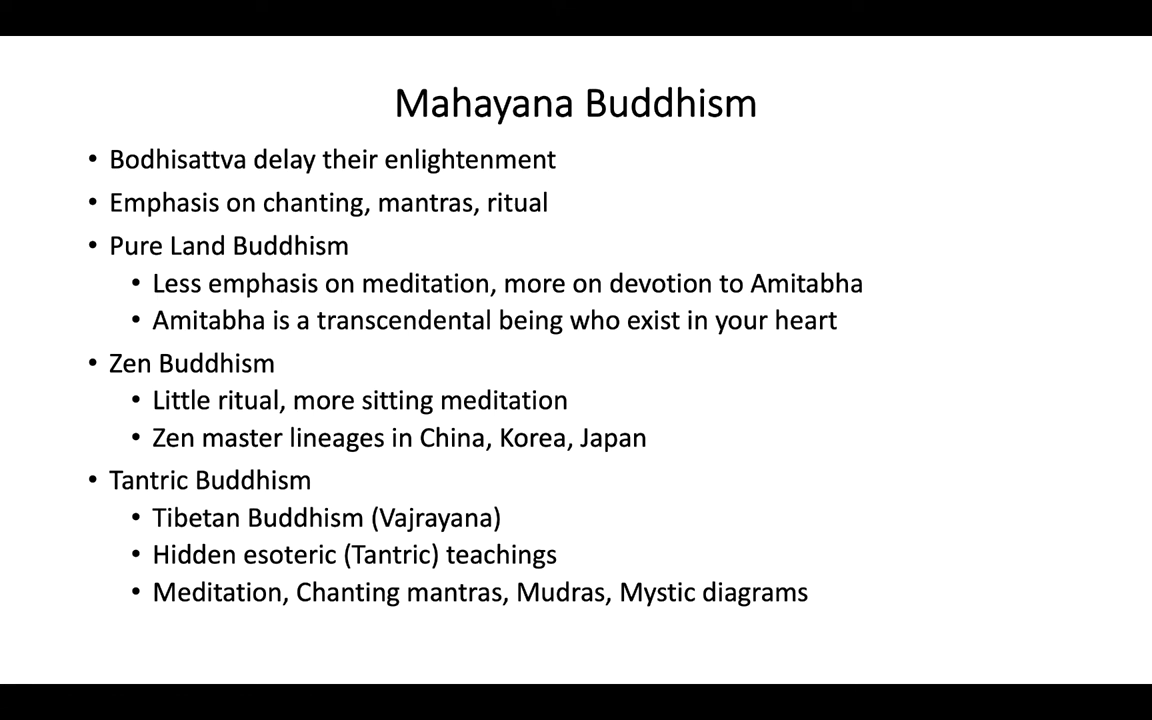 Mahayana Buddhism
• Bodhisattva delay their enlightenment
• Emphasis on chanting, mantras, ritual
• Pure Land Buddhism
• Less emphasis on meditation, more on devotion to Amitabha
• Amitabha is a transcendental being who exist in your heart
• Zen Buddhism
• Little ritual, more sitting meditation
• Zen master lineages in China, Korea, Japan
• Tantric Buddhism
• Tibetan Buddhism (Vajrayana)
• Hidden esoteric (Tantric) teachings
• Meditation, Chanting mantras, Mudras, Mystic diagrams